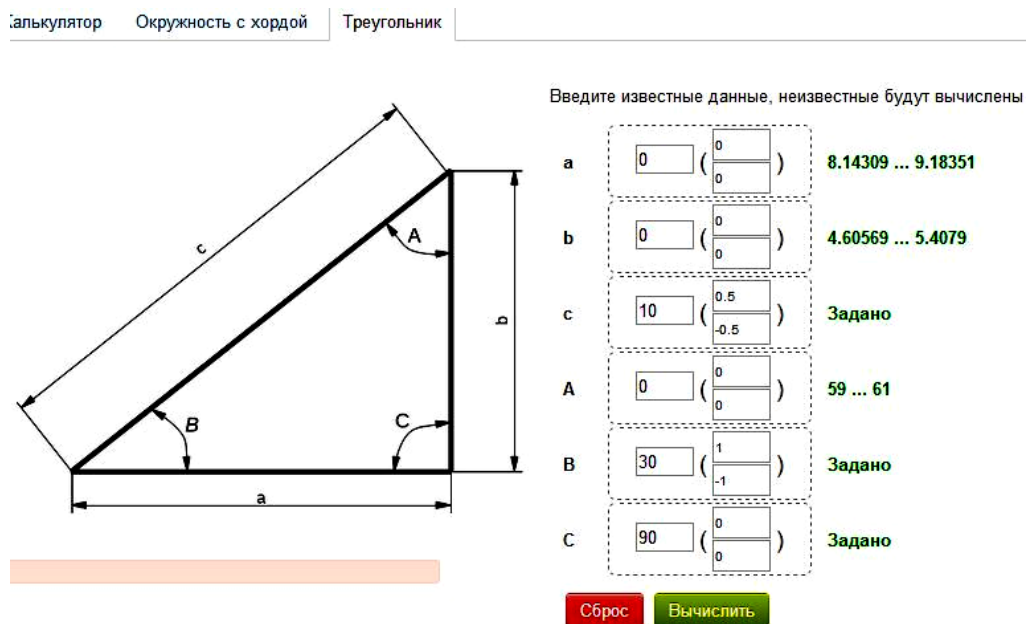 Калькулятор Окружность с хордой Треугольник
Введите известные данные, неизвестные будут вычислены
a 0 ( 0 0 ) 8.14309 ... 9.18351
b 0 ( 0 0 ) 4.60569 ... 5.4079
c 10 ( 0.5 -0.5 ) Задано
A 0 ( 0 0 ) 59 ... 61
B 30 ( 1 -1 ) Задано
C 90 ( 0 0 ) Задано
c
A
b
B
C
a
Сброс Вычислить